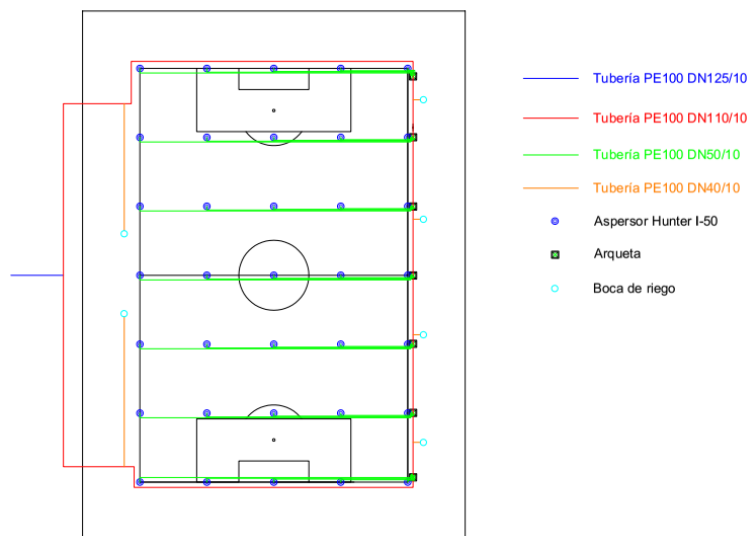 Tubería PE100 DN125/10
Tubería PE100 DN110/10
Tubería PE100 DN50/10
Tubería PE100 DN40/10
Aspersor Hunter I-50
Arqueta
Boca de riego